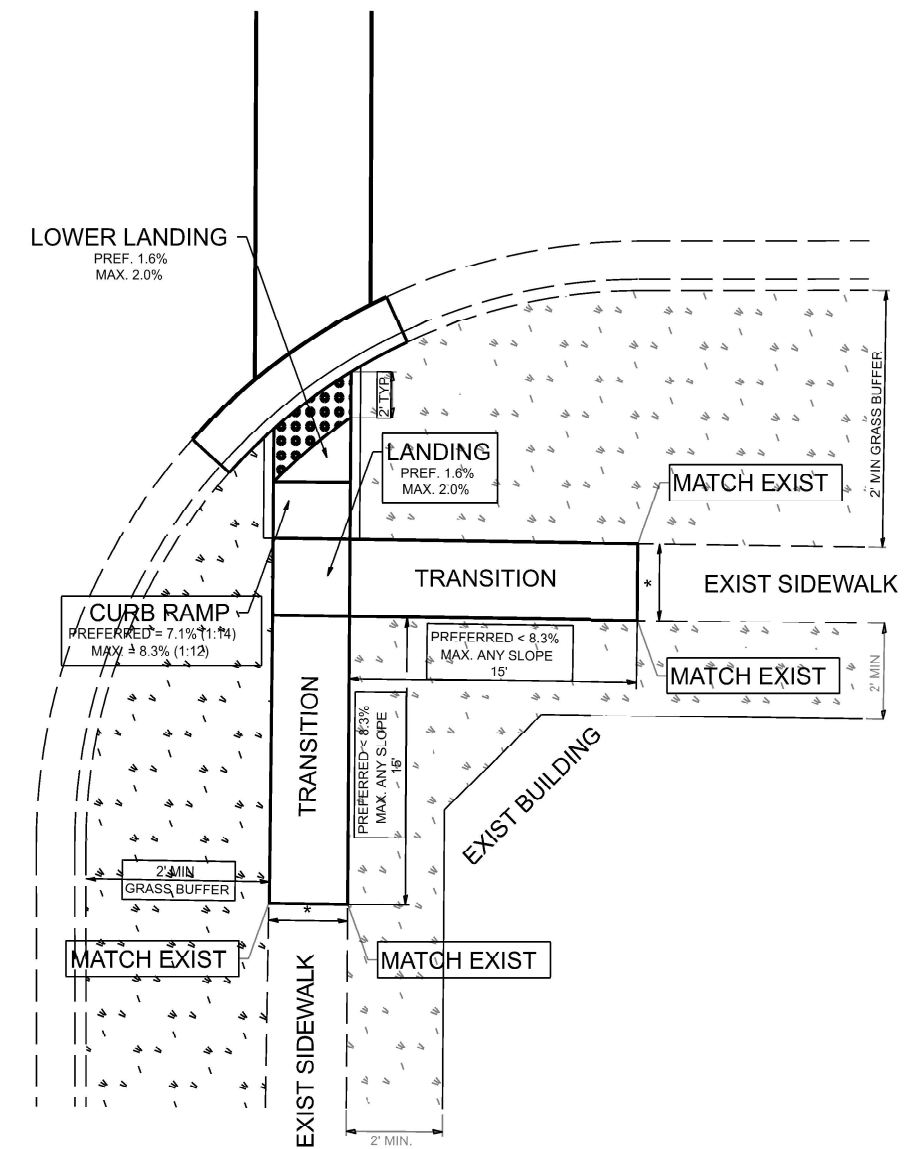 LOWER LANDING
PREF. 1.6%
MAX. 2.0%
2' TYP.
LANDING
PREF. 1.6%
MAX. 2.0%
2' MIN GRASS BUFFER
MATCH EXIST
TRANSITION
*
EXIST SIDEWALK
CURB RAMP
PREFERRED = 7.1% (1:14)
MAX. = 8.3% (1:12)
PREFERRED < 8.3%
MAX. ANY SLOPE
15'
MATCH EXIST
2' MIN
TRANSITION
PREFERRED < 8.3%
MAX. ANY SLOPE
15'
EXIST BUILDING
2' MIN
GRASS BUFFER
*
MATCH EXIST
MATCH EXIST
EXIST SIDEWALK
2' MIN.